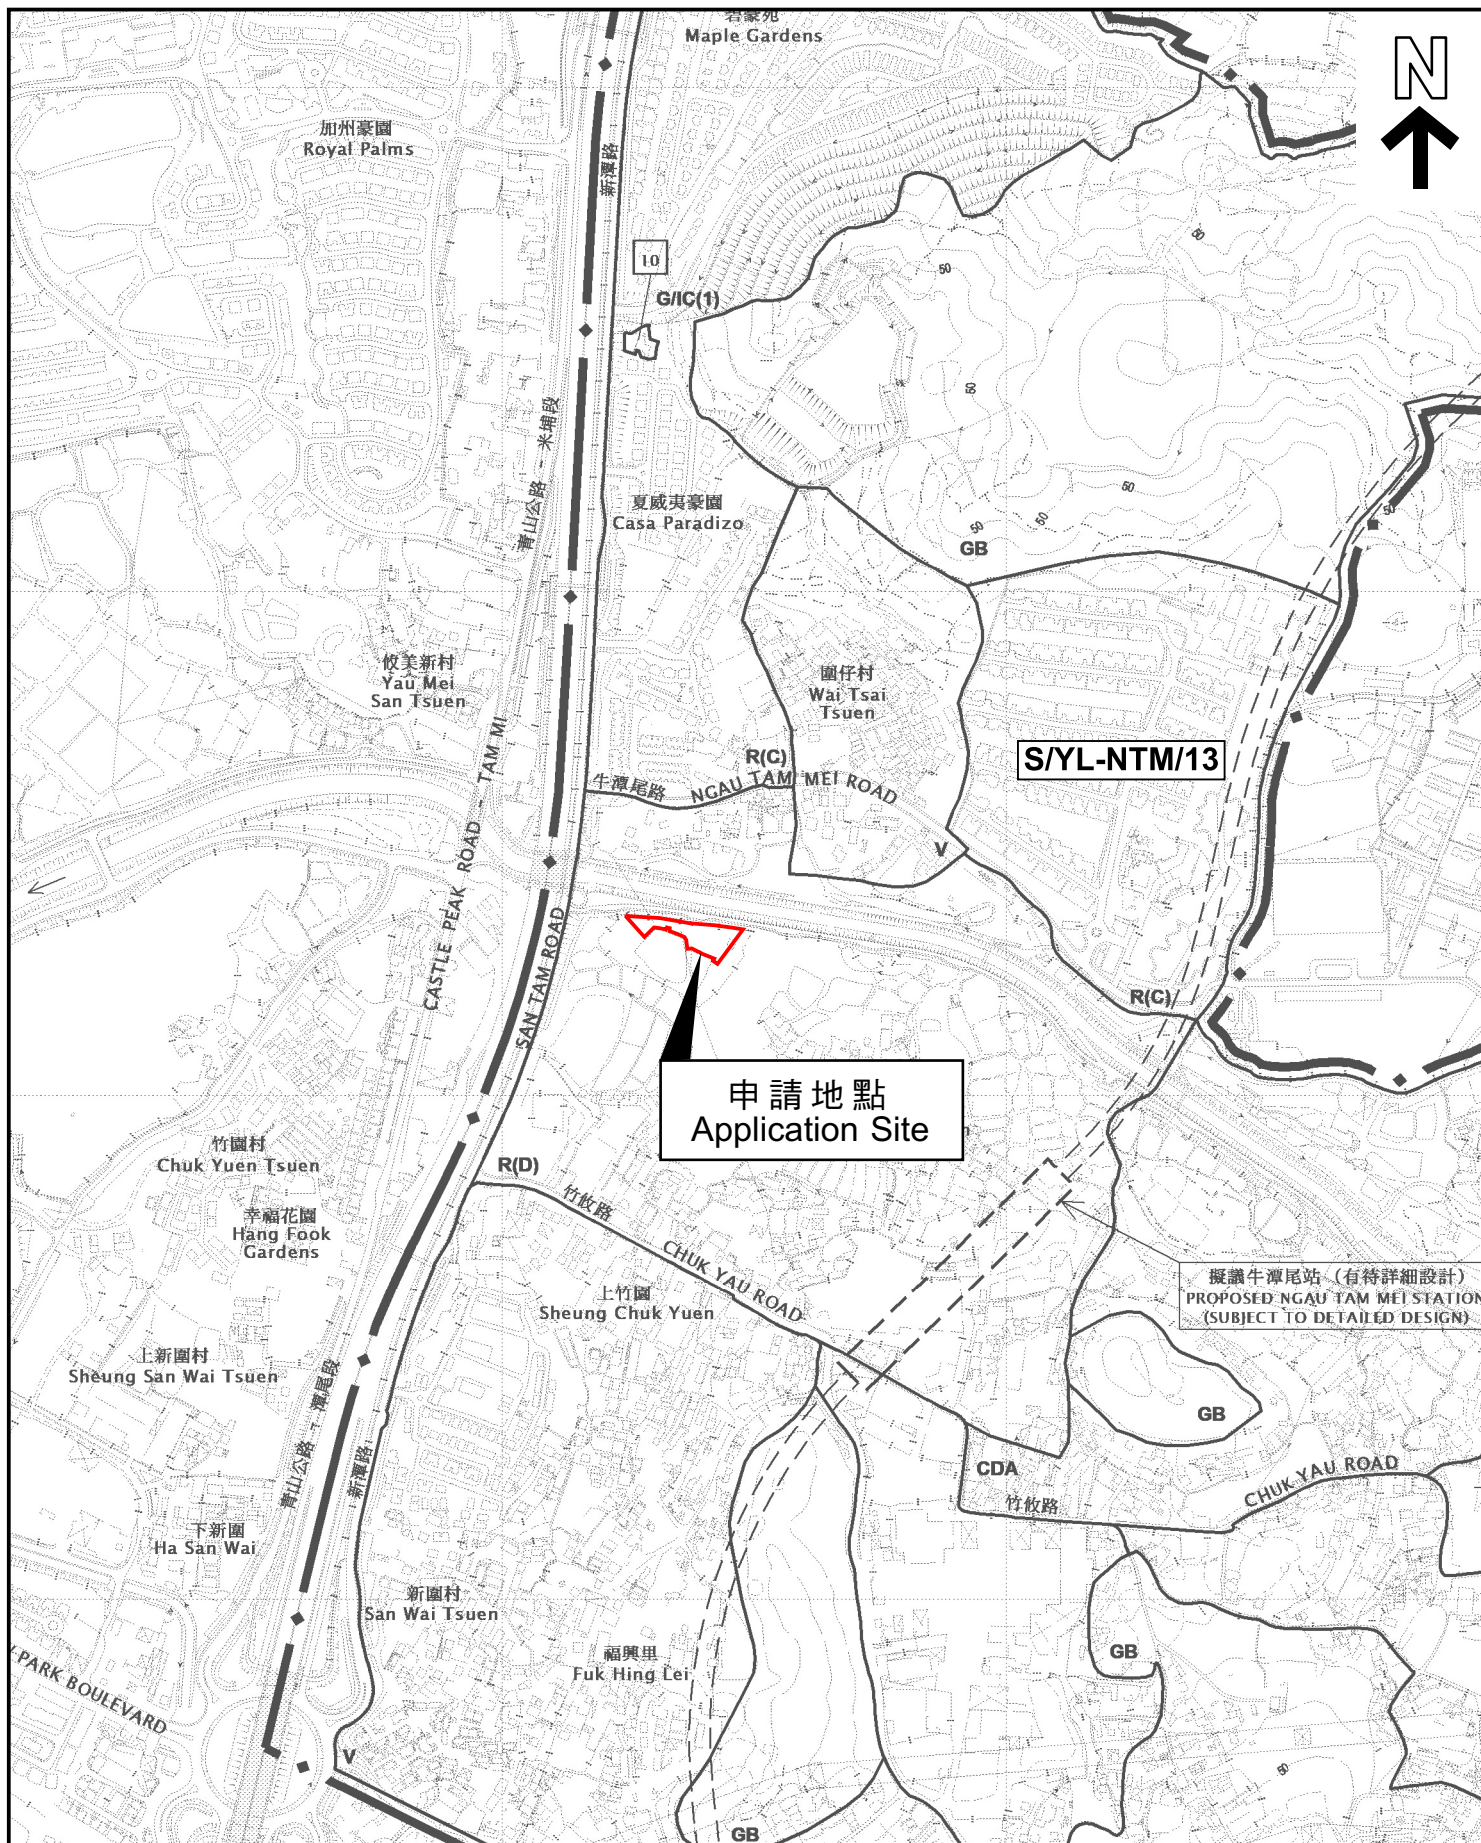 碧豪苑
Maple Gardens
N
加州豪園
Royal Palms
新潭路
10
G/IC(1)
50
50
50
50
50
50
50
青山公路 - 米埔段
夏威夷豪園
Casa Paradizo
GB
攸美新村
Yau Mei
San Tsuen
圍仔村
Wai Tsai
Tsuen
S/YL-NTM/13
R(C)
牛潭尾路
NGAU TAM MEI ROAD
CASTLE PEAK ROAD - TAM MI
V
SAN TAM ROAD
R(C)
申請地點
Application Site
竹園村
Chuk Yuen Tsuen
R(D)
竹攸路
CHUK YAU ROAD
幸福花園
Hang Fook
Gardens
上竹園
Sheung Chuk Yuen
擬議牛潭尾站 (有待詳細設計)
PROPOSED NGAU TAM MEI STATION
(SUBJECT TO DETAILED DESIGN)
上新圍村
Sheung San Wai Tsuen
青山公路 - 潭尾段
新潭路
GB
CDA
竹攸路
CHUK YAU ROAD
下新圍
Ha San Wai
新圍村
San Wai Tsuen
福興里
Fuk Hing Lei
GB
PARK BOULEVARD
V
50
GB